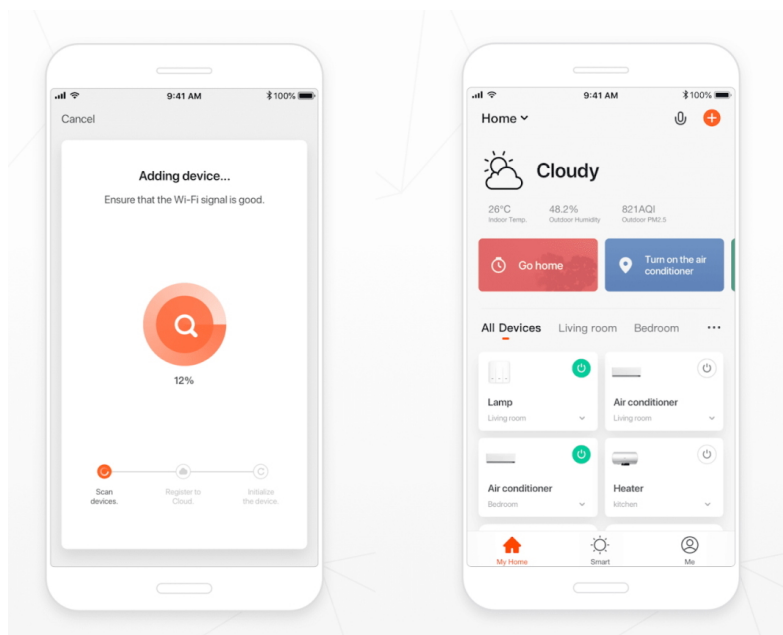 9:41 AM
100%
Cancel
Adding device...
Ensure that the Wi-Fi signal is good.
12%
Scan
devices.
Register to
Cloud.
Initialize
the device.
9:41 AM
100%
Home
Cloudy
26°C
Indoor Temp.
48.2%
Outdoor Humidity
821AQI
Outdoor PM2.5
Go home
Turn on the air
conditioner
All Devices
Living room
Bedroom
Lamp
Living room
Air conditioner
Living room
Air conditioner
Bedroom
Heater
kitchen
My Home
Smart
Me